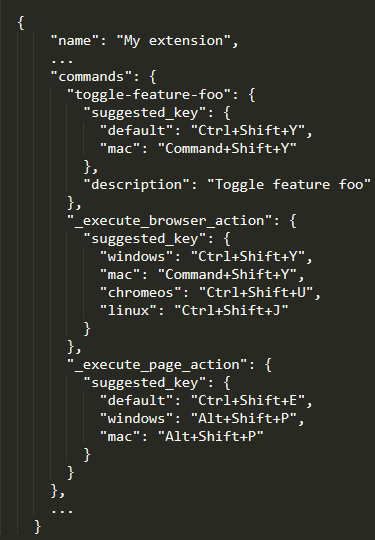 {
"name": "My extension",
...
"commands": {
"toggle-feature-foo": {
"suggested_key": {
"default": "Ctrl+Shift+Y",
"mac": "Command+Shift+Y"
},
"description": "Toggle feature foo"
},
"_execute_browser_action": {
"suggested_key": {
"windows": "Ctrl+Shift+Y",
"mac": "Command+Shift+Y",
"chromeos": "Ctrl+Shift+U",
"linux": "Ctrl+Shift+J"
}
},
"_execute_page_action": {
"suggested_key": {
"default": "Ctrl+Shift+E",
"windows": "Alt+Shift+P",
"mac": "Alt+Shift+P"
}
}
},
...
}